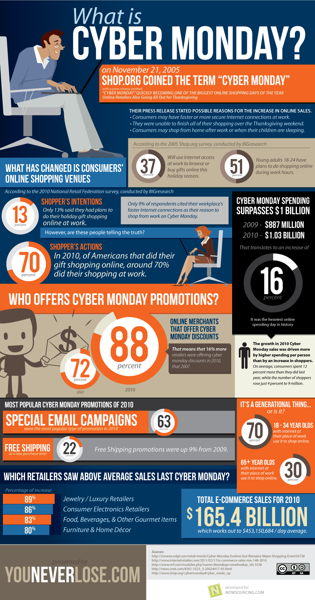 What is
CYBER MONDAY?
on November 21, 2005
SHOP.ORG COINED THE TERM "CYBER MONDAY"
"CYBER MONDAY" QUICKLY BECOMING ONE OF THE BIGGEST ONLINE SHOPPING DAYS OF THE YEAR
THEIR PRESS RELEASE STATED POSSIBLE REASONS FOR THE INCREASE IN ONLINE SALES.
• Consumers may have faster or more secure Internet connections at work.
• They were unable to finish all of their shopping over the Thanksgiving weekend.
• Consumers may shop from home after work or when their children are sleeping.
WHAT HAS CHANGED IS CONSUMERS'
ONLINE SHOPPING VENUES
According to the 2005 Shop.org survey, conducted by BIGresearch
37
percent
Will use internet access
at work to browse or
buy gifts online this
holiday season.
51
percent
Young adults 18-24 have
plans to do shopping online
during work hours.
According to the 2010 National Retail Federation survey, conducted by BIGresearch
13
percent
SHOPPER'S INTENTIONS
Only 13% said they had plans to
do their holiday gift shopping
online at work.
Only 9% of respondents cited their workplace's
faster Internet connections as their reason to
shop from work on Cyber Monday.
However, are these people telling the truth?
70
percent
SHOPPER'S ACTIONS
In 2010, of Americans that did their
gift shopping online, around 70%
did their shopping at work.
CYBER MONDAY SPENDING
SURPASSES $1 BILLION
2009 - $887 MILLION
2010 - $1.03 BILLION
That translates to an increase of
16
percent
It was the heaviest online
spending day in history
WHO OFFERS CYBER MONDAY PROMOTIONS?
72
percent
2007
88
percent
2010
ONLINE MERCHANTS
THAT OFFER CYBER
MONDAY DISCOUNTS
That means that 16% more
retailers were offering cyber
monday discounts in 2010,
than 2007.
The growth in 2010 Cyber
Monday sales was driven more
by higher spending per person
than by an increase in shoppers.
On average, consumers spent 12
percent more than they did last
year, while the number of shoppers
rose just 4 percent to 9 million.
MOST POPULAR CYBER MONDAY PROMOTIONS OF 2010
SPECIAL EMAIL CAMPAIGNS
were the most popular type of promotion in 2010
63
percent
FREE SHIPPING
22
percent
Free Shipping promotions were up 9% from 2009.
IT'S A GENERATIONAL THING...
or is it?
70
percent
18 - 34 YEAR OLDS
with internet at
their place of work
use it to shop online
65+ YEAR OLDS
with internet at
their place of work
use it to shop online
30
percent
WHICH RETAILERS SAW ABOVE AVERAGE SALES LAST CYBER MONDAY?
Percentage of increase
89%
Jewelry / Luxury Retailers
86%
Consumer Electronics Retailers
83%
Food, Beverages, & Other Gourmet items
80%
Furniture & Home Décor
TOTAL E-COMMERCE SALES FOR 2010
$165.4 BILLION
which works out to $453,150,684 / day average.
Sources:
YOUNEVERLOSE.COM
developed by
NOWSOURCING.COM